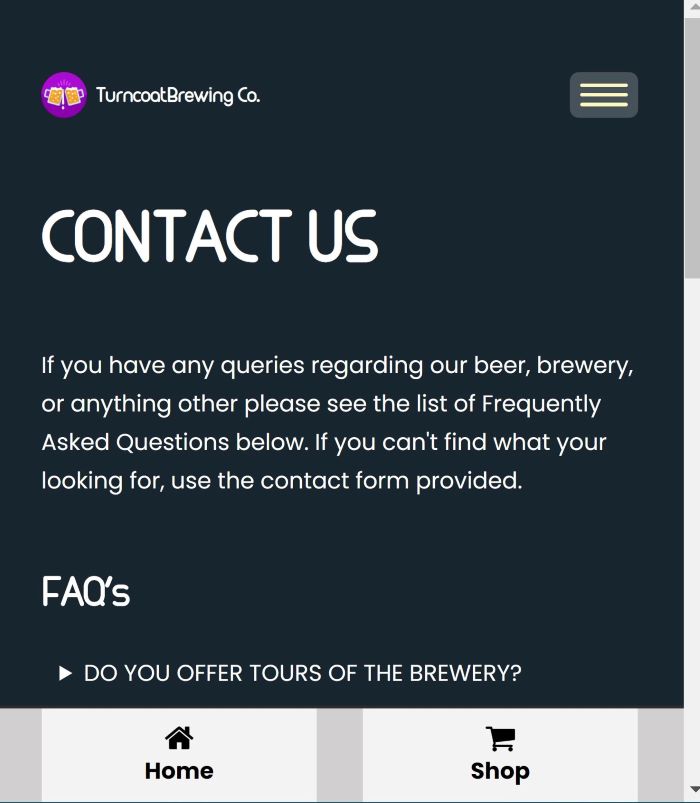 TurncoatBrewing Co.
CONTACT US
If you have any queries regarding our beer, brewery,
or anything other please see the list of Frequently
Asked Questions below. If you can't find what your
looking for, use the contact form provided.
FAQ's
DO YOU OFFER TOURS OF THE BREWERY?
Home
Shop